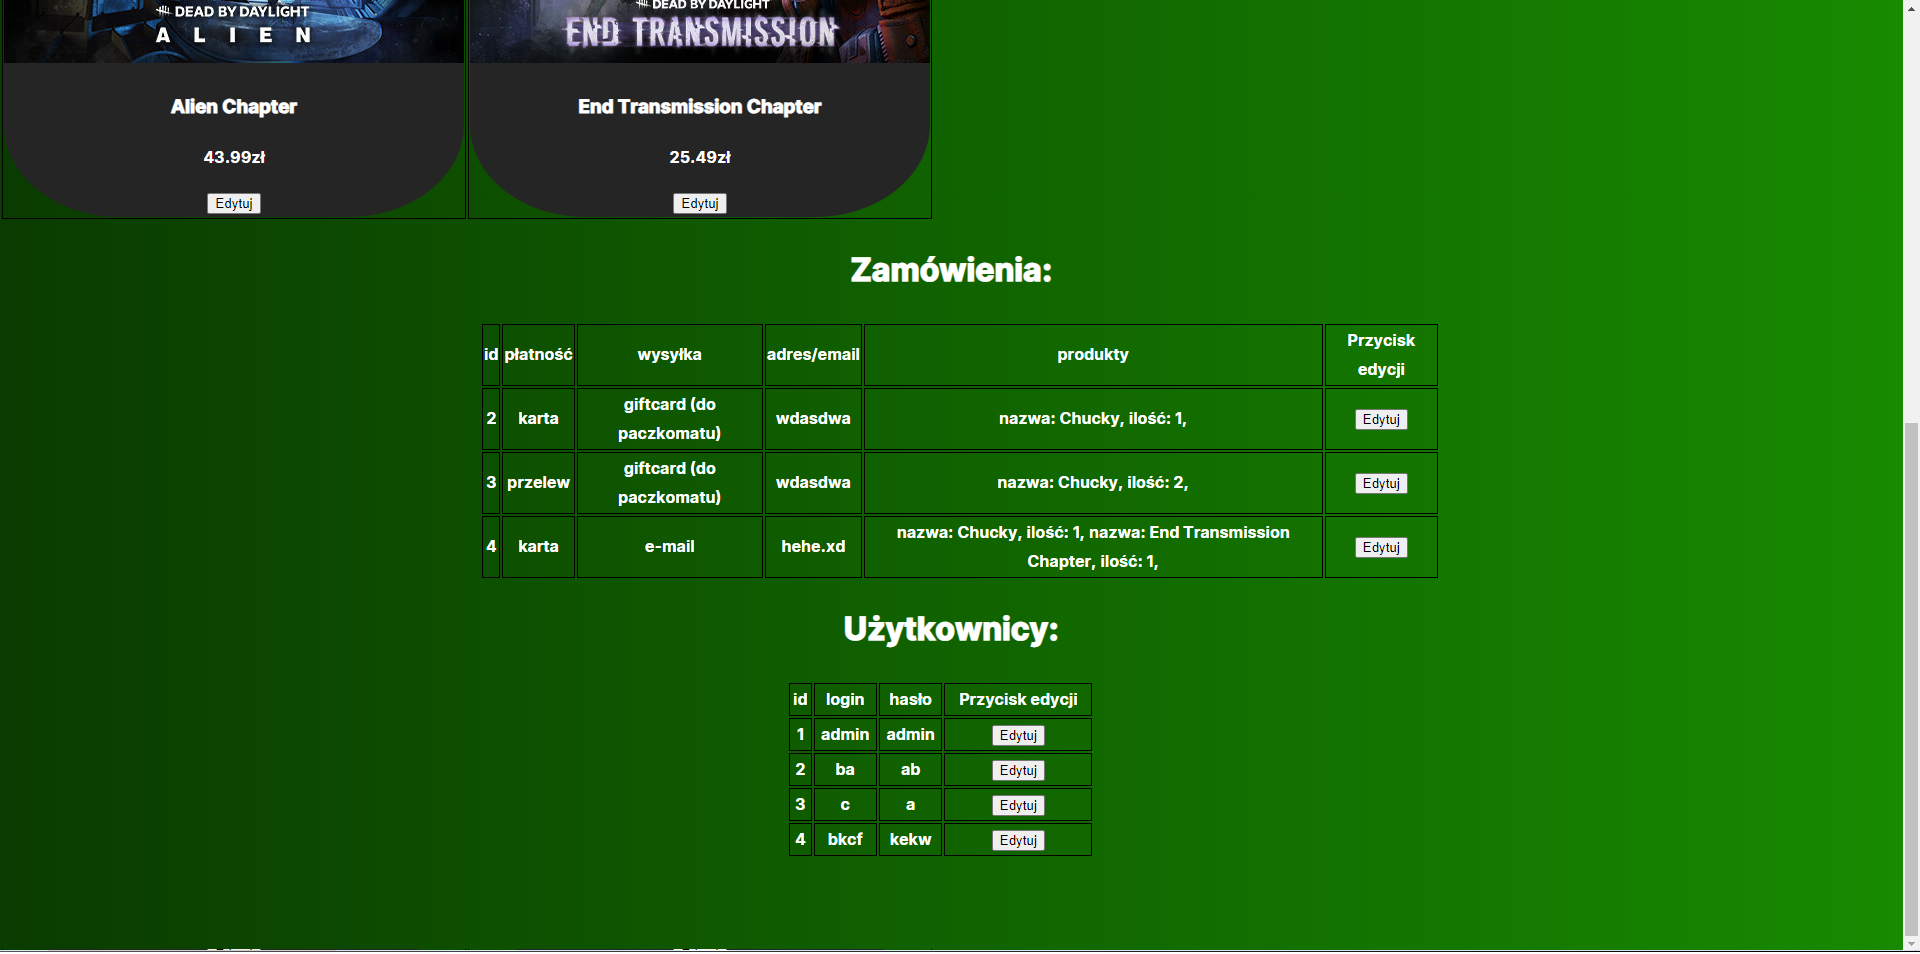 DEAD BY DAYLIGHT
ALIEN
DEAD BY DAYLIGHT
END TRANSMISSION
Alien Chapter
43.99zł
Edytuj
End Transmission Chapter
25.49zł
Edytuj
Zamówienia:
id płatność wysyłka adres/email produkty Przycisk
edycji
2 karta giftcard (do
paczkomatu) wdasdwa nazwa: Chucky, ilość: 1, Edytuj
3 przelew giftcard (do
paczkomatu) wdasdwa nazwa: Chucky, ilość: 2, Edytuj
4 karta e-mail hehe.xd nazwa: Chucky, ilość: 1, nazwa: End Transmission
Chapter, ilość: 1, Edytuj
Użytkownicy:
id login hasło Przycisk edycji
1 admin admin Edytuj
2 ba ab Edytuj
3 c a Edytuj
4 bkcf kekw Edytuj